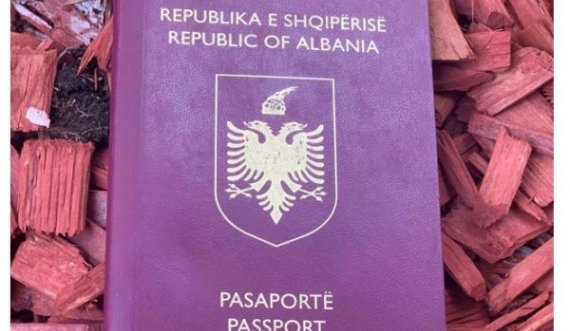 REPUBLIKA E SHQIPËRISË
REPUBLIC OF ALBANIA
PASAPORTË
PASSPORT